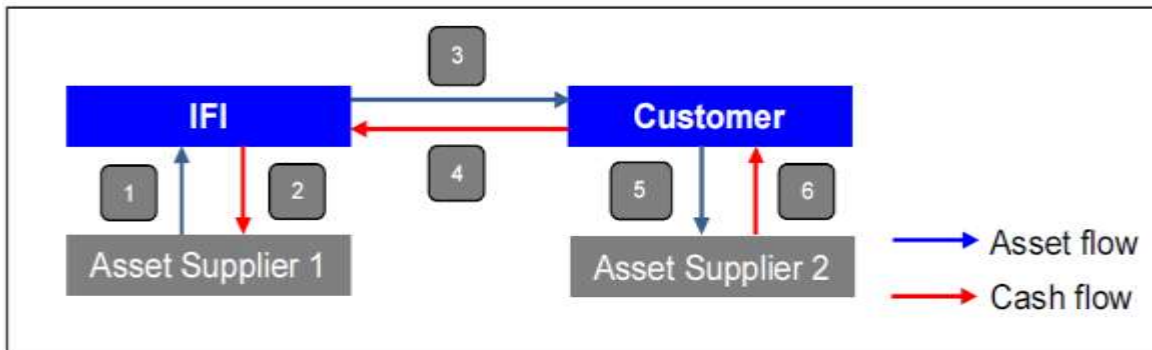 3
IFI
Customer
1
2
4
5
6
Asset Supplier 1
Asset Supplier 2
Asset flow
Cash flow